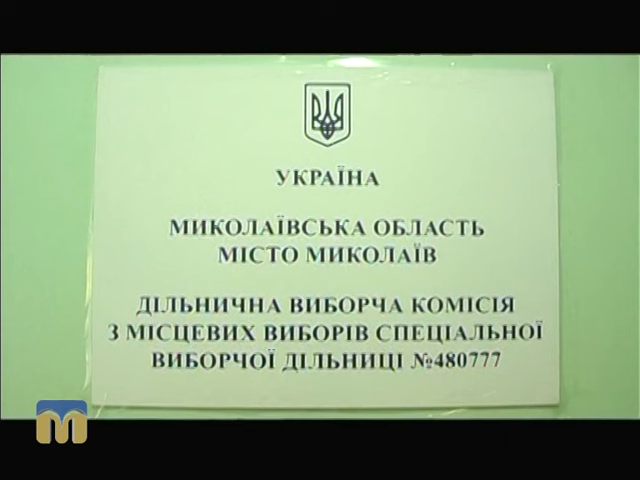 УКРАЇНА
МИКОЛАЇВСЬКА ОБЛАСТЬ
МІСТО МИКОЛАЇВ
ДІЛЬНИЧНА ВИБОРЧА КОМІСІЯ
З МІСЦЕВИХ ВИБОРІВ СПЕЦІАЛЬНОЇ
ВИБОРЧОЇ ДІЛЬНИЦІ №480777
М